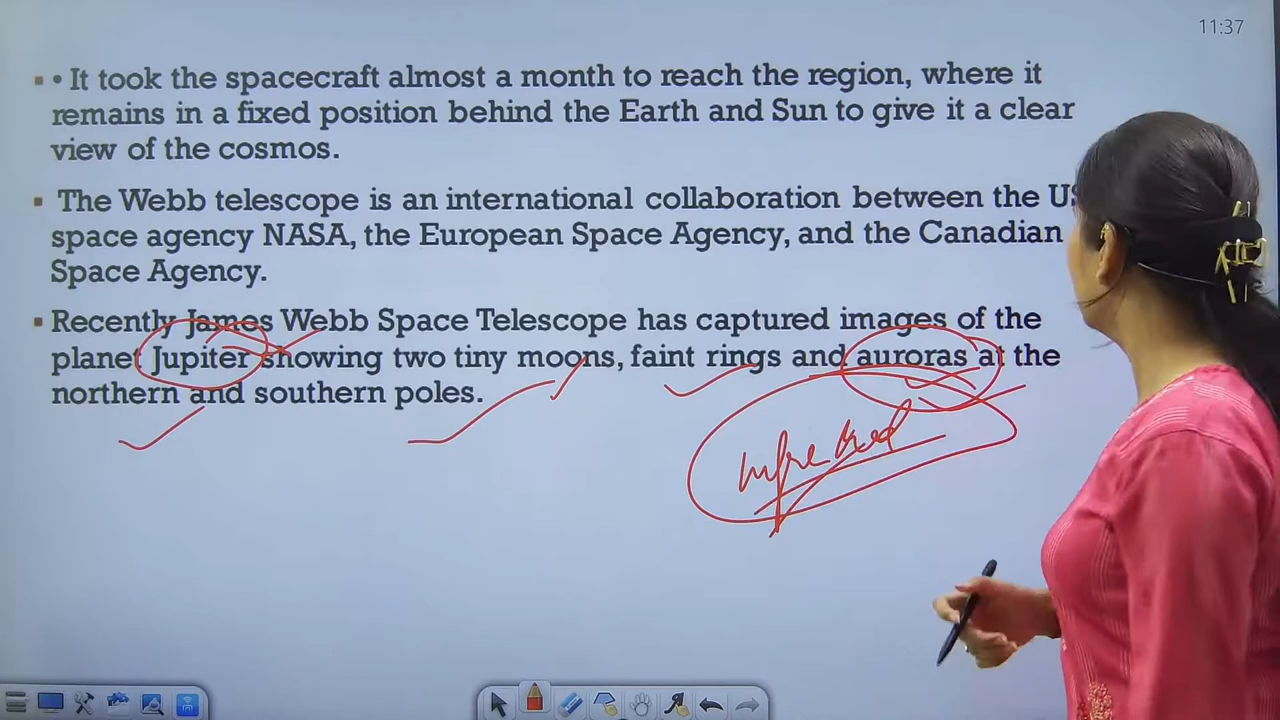 11:37
• It took the spacecraft almost a month to reach the region, where it
remains in a fixed position behind the Earth and Sun to give it a clear
view of the cosmos.
The Webb telescope is an international collaboration between the US
space agency NASA, the European Space Agency, and the Canadian
Space Agency.
Recently James Webb Space Telescope has captured images of the
planet Jupiter showing two tiny moons, faint rings and auroras at the
northern and southern poles.
infrared